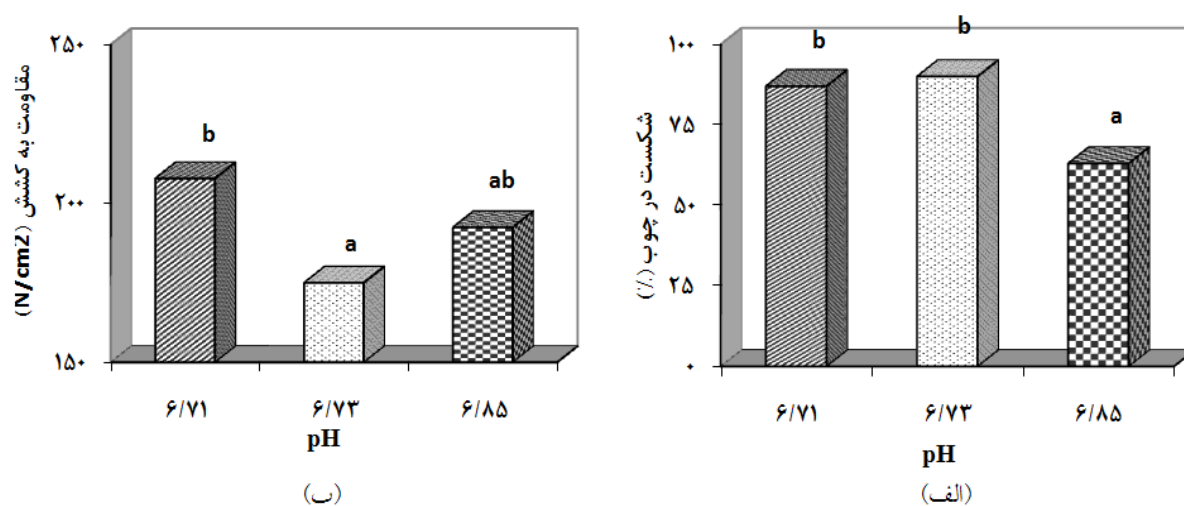 مقاومت به کشش (N/cm2)
۲۵۰
۲۰۰
۱۵۰
b
a
ab
۶/۷۱
۶/۷۳
۶/۸۵
pH
(ب)
شکست در چوب (٪)
۱۰۰
۷۵
۵۰
۲۵
۰
b
b
a
۶/۷۱
۶/۷۳
۶/۸۵
pH
(الف)